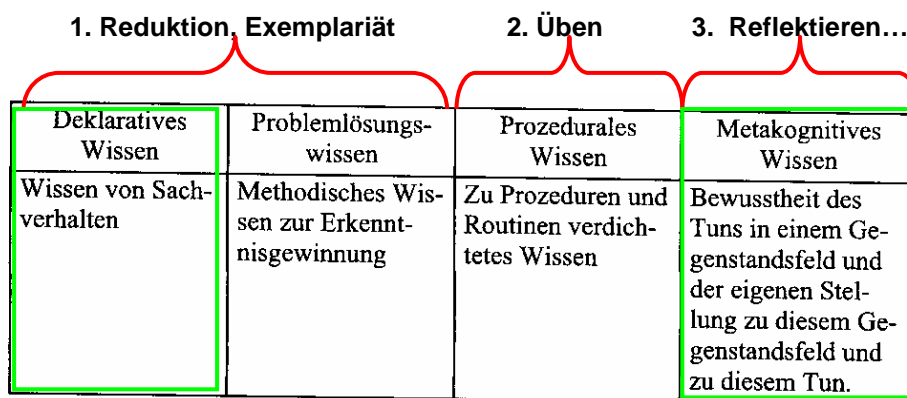 1. Reduktion, Exemplariät
2. Üben
3. Reflektieren…
Deklaratives
Wissen
Wissen von Sach-
verhalten
Problemlösungs-
wissen
Methodisches Wis-
sen zur Erkennt-
nisgewinnung
Prozedurales
Wissen
Zu Prozeduren und
Routinen verdich-
tetes Wissen
Metakognitives
Wissen
Bewusstheit des
Tuns in einem Ge-
genstandsfeld und
der eigenen Stel-
lung zu diesem Ge-
genstandsfeld und
zu diesem Tun.